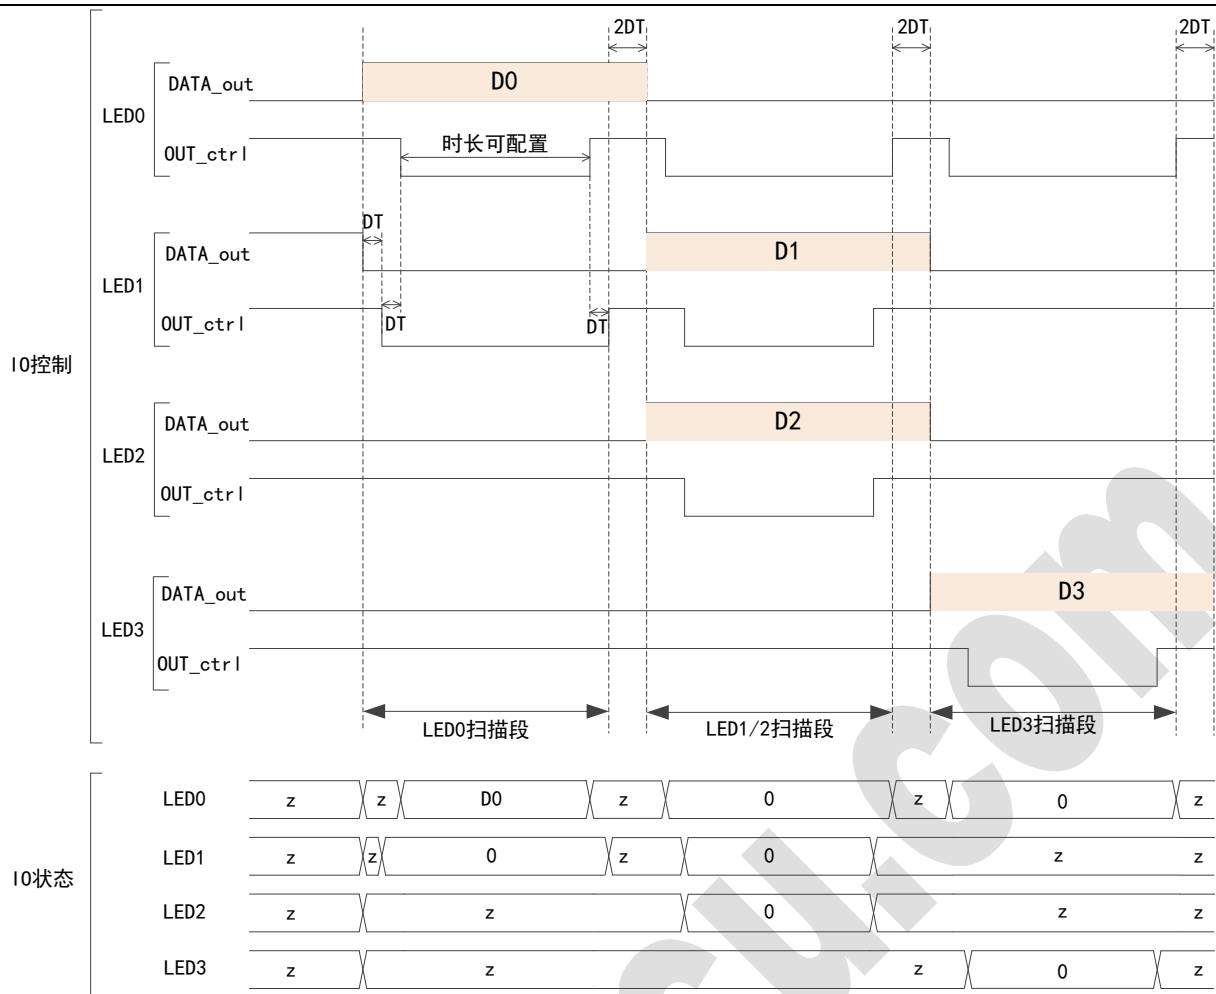 2DT 2DT 2DT
DATA_out D0
LED0
OUT_ctrl 时长可配置
DT
DATA_out D1
LED1
OUT_ctrl DT DT
IO控制
DATA_out D2
LED2
OUT_ctrl
DATA_out D3
LED3
OUT_ctrl
LED0扫描段 LED1/2扫描段 LED3扫描段
LED0 z z D0 z 0 z 0 z
LED1 z z 0 z 0 z z
IO状态
LED2 z z 0 z z
LED3 z z z 0 z